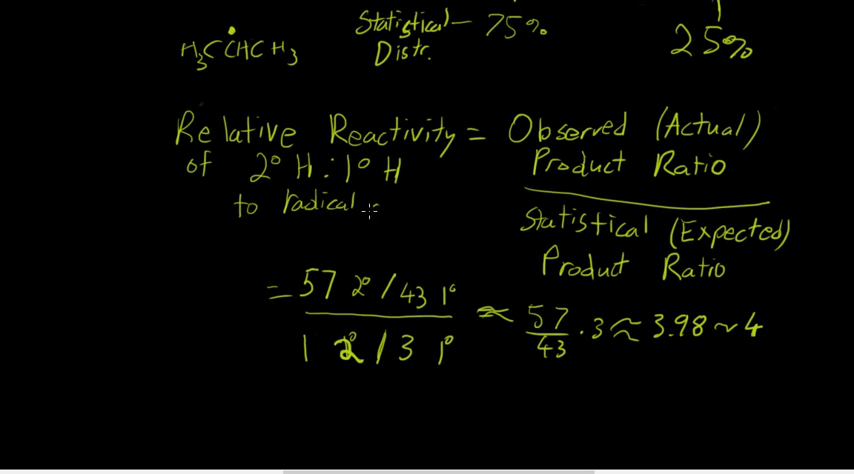 Statistical – 75%
Distr.
25%
H₃CĊHCH₃
Relative Reactivity = Observed (Actual)
of 2° H : 1° H Product Ratio
to radical
Statistical (Expected)
Product Ratio
= 57 2° / 43 1°
1 2° / 3 1°
≈ 57/43 · 3 ≈ 3.98 ~ 4